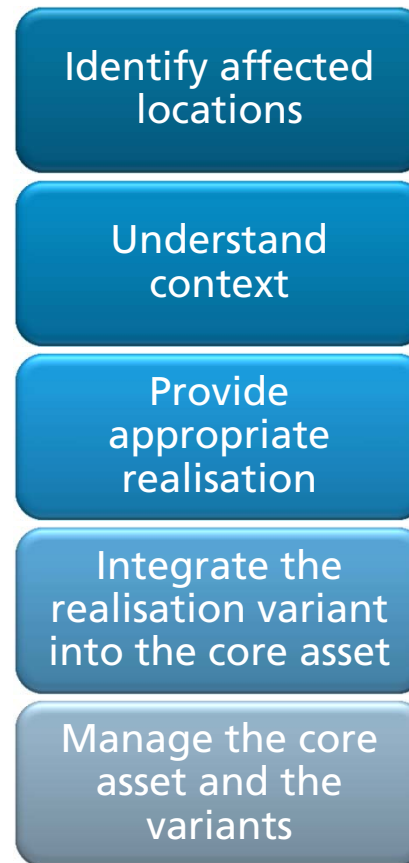 Identify affected
locations
Understand
context
Provide
appropriate
realisation
Integrate the
realisation variant
into the core asset
Manage the core
asset and the
variants